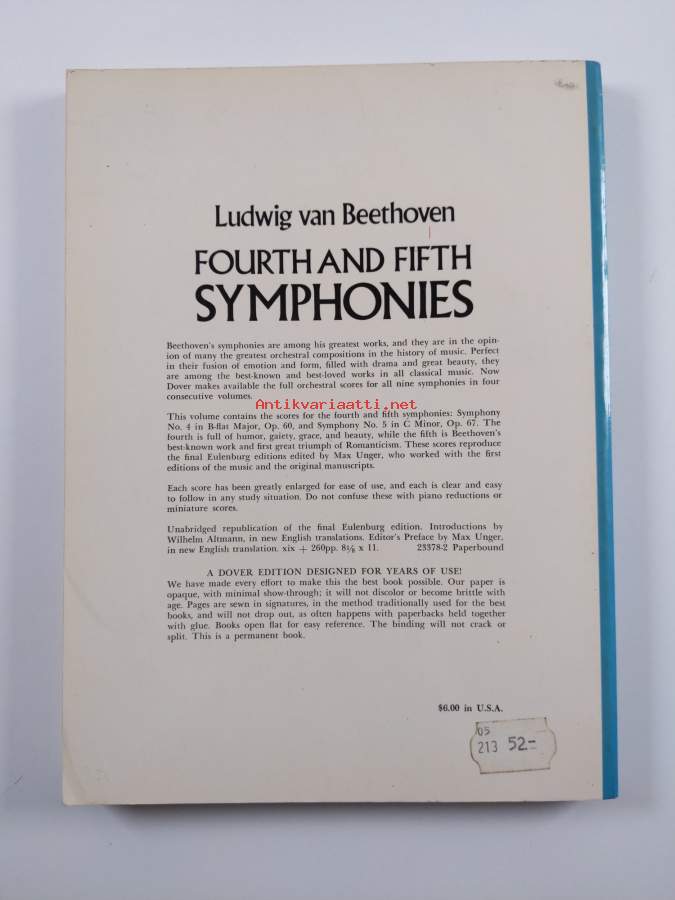 Ludwig van Beethoven
FOURTH AND FIFTH
SYMPHONIES
Beethoven's symphonies are among his greatest works, and they are in the opin-
ion of many the greatest orchestral compositions in the history of music. Perfect
in their fusion of emotion and form, filled with drama and great beauty, they
are among the best-known and best-loved works in all classical music. Now
Dover makes available the full orchestral scores for all nine symphonies in four
consecutive volumes.
Antikvariaatti.net
This volume contains the scores for the fourth and fifth symphonies: Symphony
No. 4 in B-flat Major, Op. 60, and Symphony No. 5 in C Minor, Op. 67. The
fourth is full of humor, gaiety, grace, and beauty, while the fifth is Beethoven's
best-known work and first great triumph of Romanticism. These scores reproduce
the final Eulenburg editions edited by Max Unger, who worked with the first
editions of the music and the original manuscripts.
Each score has been greatly enlarged for ease of use, and each is clear and easy
to follow in any study situation. Do not confuse these with piano reductions or
miniature scores.
Unabridged republication of the final Eulenburg edition. Introductions by
Wilhelm Altmann, in new English translations. Editor's Preface by Max Unger,
in new English translation. xix + 260pp. 8⅛ x 11. 23378-2 Paperbound
A DOVER EDITION DESIGNED FOR YEARS OF USE!
We have made every effort to make this the best book possible. Our paper is
opaque, with minimal show-through; it will not discolor or become brittle with
age. Pages are sewn in signatures, in the method traditionally used for the best
books, and will not drop out, as often happens with paperbacks held together
with glue. Books open flat for easy reference. The binding will not crack or
split. This is a permanent book.
$6.00 in U.S.A.
05
213 52=